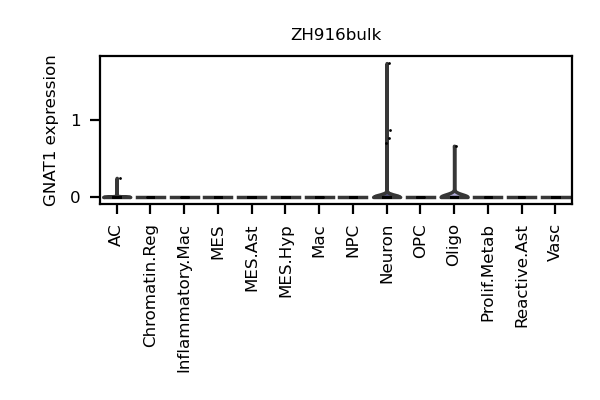 ZH916bulk
GNAT1 expression
1
0
AC
Chromatin.Reg
Inflammatory.Mac
MES
MES.Ast
MES.Hyp
Mac
NPC
Neuron
OPC
Oligo
Prolif.Metab
Reactive.Ast
Vasc